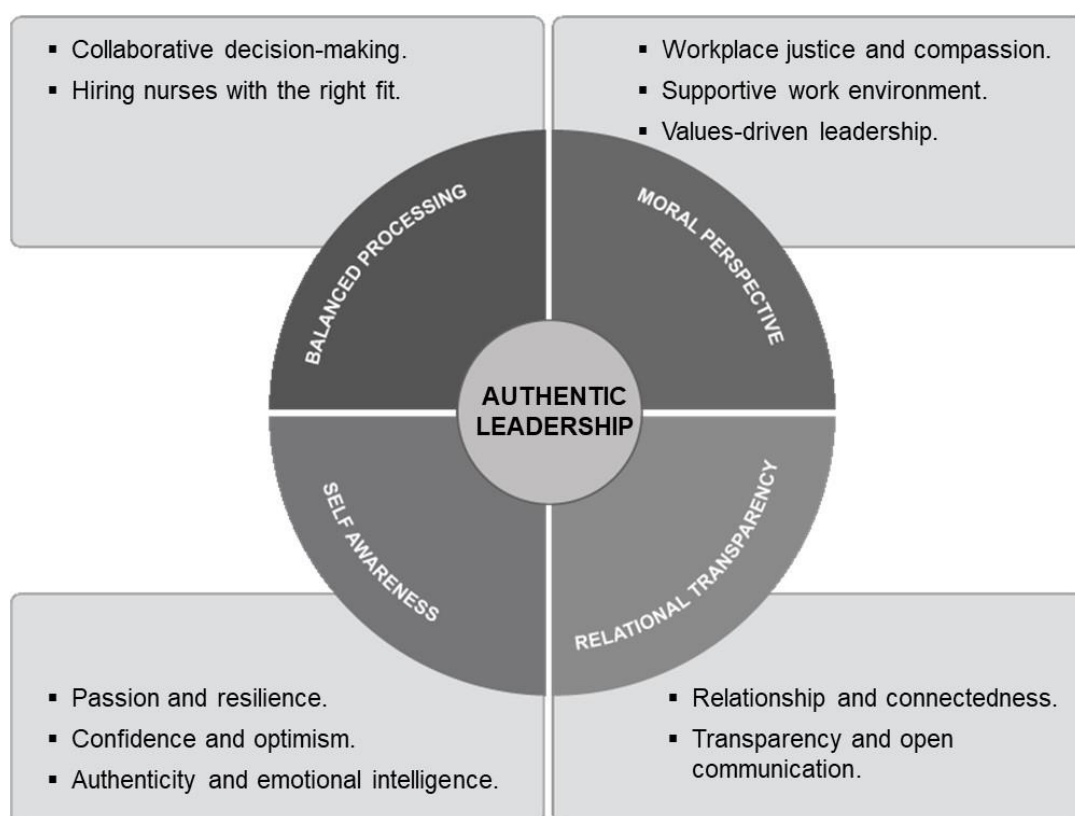 ▪ Collaborative decision-making.
▪ Hiring nurses with the right fit.
▪ Workplace justice and compassion.
▪ Supportive work environment.
▪ Values-driven leadership.
BALANCED PROCESSING
MORAL PERSPECTIVE
AUTHENTIC
LEADERSHIP
SELF AWARENESS
RELATIONAL TRANSPARENCY
▪ Passion and resilience.
▪ Confidence and optimism.
▪ Authenticity and emotional intelligence.
▪ Relationship and connectedness.
▪ Transparency and open
communication.